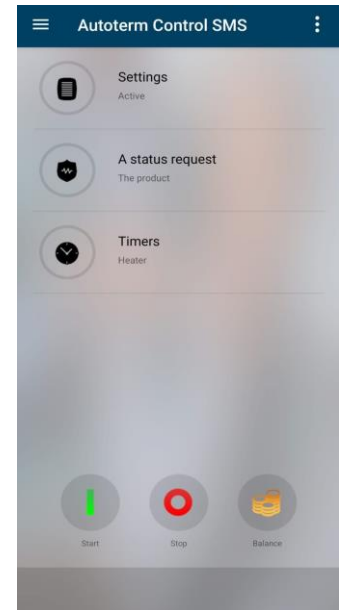 Autoterm Control SMS
Settings
Active
A status request
The product
Timers
Heater
Start
Stop
Balance